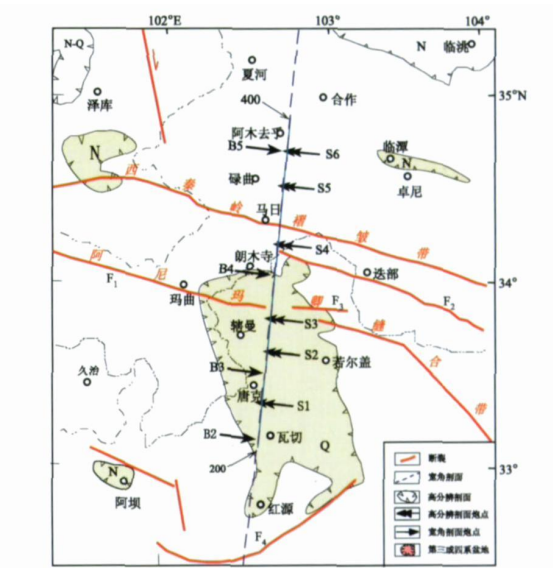 102°E
103°
104°
N-Q
夏河
N
临洮
泽库
合作
35°N
400
阿木去乎
B5
S6
临潭
N
N
碌曲
S5
卓尼
西
秦
岭
马日
褶
皱
带
S4
阿
尼
玛
卿
缝
合
带
郎木寺
B4
迭部
34°
F₁
玛曲
F₃
F₂
辖曼
S3
S2
若尔盖
久治
B3
唐克
S1
B2
瓦切
Q
200
33°
N
阿坝
红源
F₄
断裂
宽角剖面
高分辨剖面
高分辨剖面炮点
宽角剖面炮点
第三或四系盆地